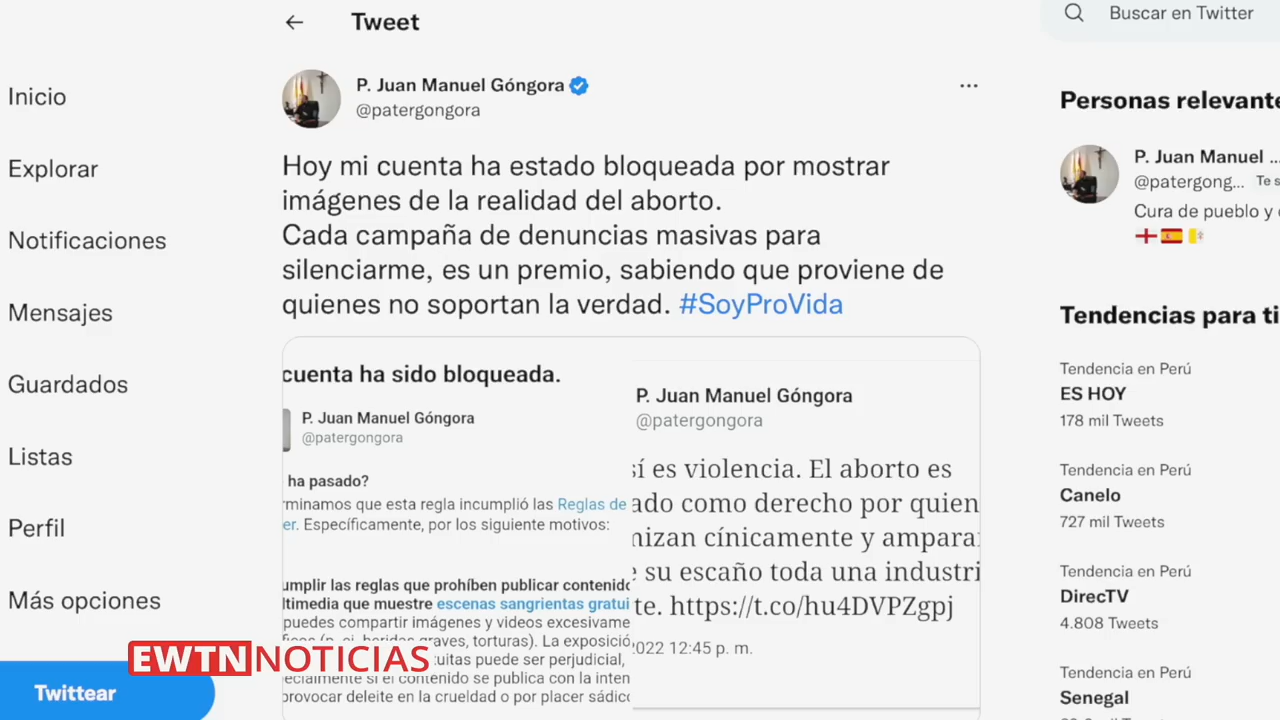 Tweet
Buscar en Twitter
Inicio
Explorar
Notificaciones
Mensajes
Guardados
Listas
Perfil
Más opciones
Twittear
P. Juan Manuel Góngora
@patergongora
Hoy mi cuenta ha estado bloqueada por mostrar
imágenes de la realidad del aborto.
Cada campaña de denuncias masivas para
silenciarme, es un premio, sabiendo que proviene de
quienes no soportan la verdad. #SoyProVida
cuenta ha sido bloqueada.
P. Juan Manuel Góngora
@patergongora
ha pasado?
rminamos que esta regla incumplió las Reglas de
er. Específicamente, por los siguiente motivos:
umplir las reglas que prohíben publicar contenido
ltimedia que muestre escenas sangrientas gratui
puedes compartir imágenes y videos excesivame
graves, torturas). La exposició
uitas puede ser perjudicial,
ecialmente si el contenido se publica con la inten
provocar deleite en la crueldad o por placer sádico
P. Juan Manuel Góngora
@patergongora
sí es violencia. El aborto es
ado como derecho por quien
nizan cínicamente y ampara
e su escaño toda una industri
te. https://t.co/hu4DVPZgpj
2022 12:45 p. m.
EWTN NOTICIAS
Personas relevante
P. Juan Manuel ...
@patergong... Te s
Cura de pueblo y
Tendencias para ti
Tendencia en Perú
ES HOY
178 mil Tweets
Tendencia en Perú
Canelo
727 mil Tweets
Tendencia en Perú
DirecTV
4.808 Tweets
Tendencia en Perú
Senegal